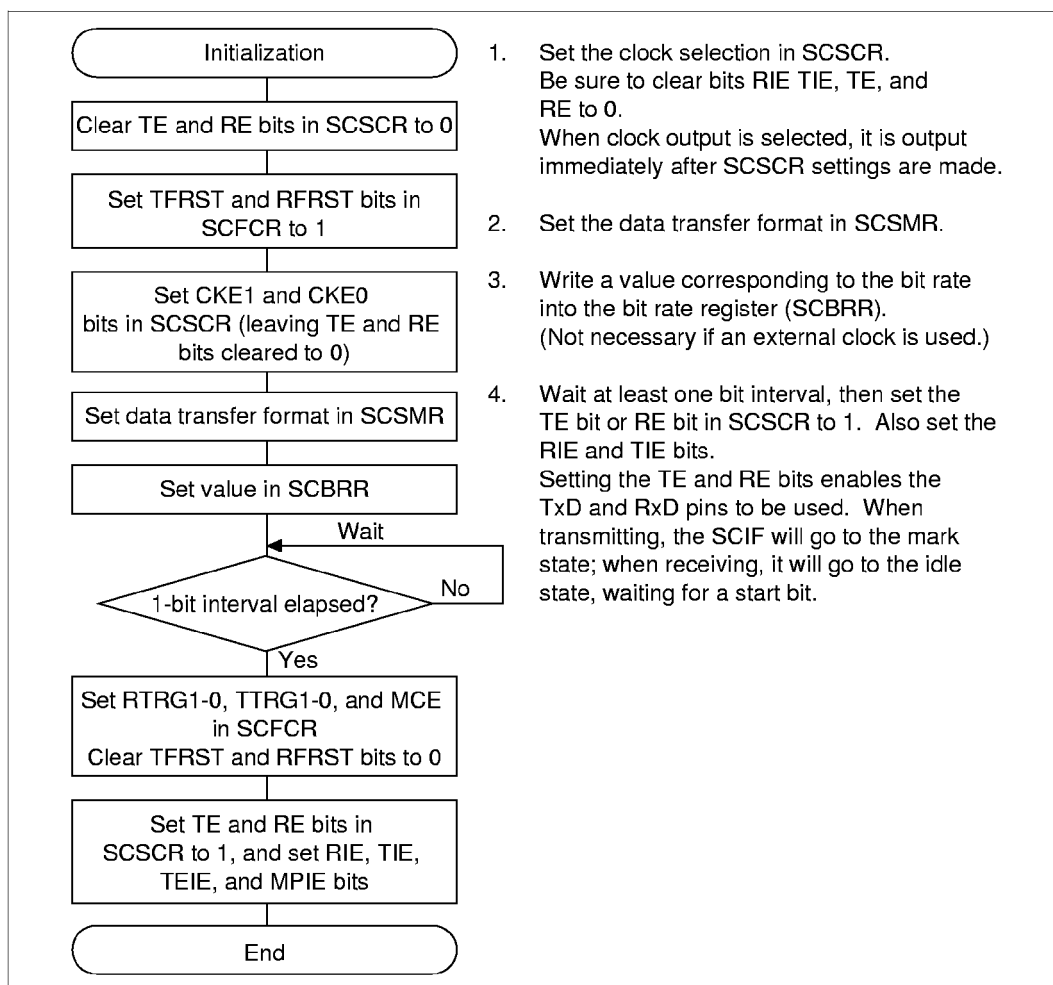 Initialization
Clear TE and RE bits in SCSCR to 0
Set TFRST and RFRST bits in
SCFCR to 1
Set CKE1 and CKE0
bits in SCSCR (leaving TE and RE
bits cleared to 0)
Set data transfer format in SCSMR
Set value in SCBRR
Wait
1-bit interval elapsed?
No
Yes
Set RTRG1-0, TTRG1-0, and MCE
in SCFCR
Clear TFRST and RFRST bits to 0
Set TE and RE bits in
SCSCR to 1, and set RIE, TIE,
TEIE, and MPIE bits
End
1. Set the clock selection in SCSCR.
Be sure to clear bits RIE TIE, TE, and
RE to 0.
When clock output is selected, it is output
immediately after SCSCR settings are made.
2. Set the data transfer format in SCSMR.
3. Write a value corresponding to the bit rate
into the bit rate register (SCBRR).
(Not necessary if an external clock is used.)
4. Wait at least one bit interval, then set the
TE bit or RE bit in SCSCR to 1. Also set the
RIE and TIE bits.
Setting the TE and RE bits enables the
TxD and RxD pins to be used. When
transmitting, the SCIF will go to the mark
state; when receiving, it will go to the idle
state, waiting for a start bit.